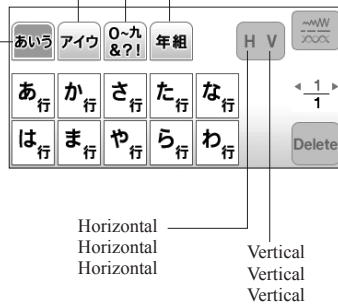 あいう アイウ 0~九&?! 年組 H V
1
1
あ行 か行 さ行 た行 な行
は行 ま行 や行 ら行 わ行
Delete
Horizontal
Horizontal
Horizontal
Vertical
Vertical
Vertical